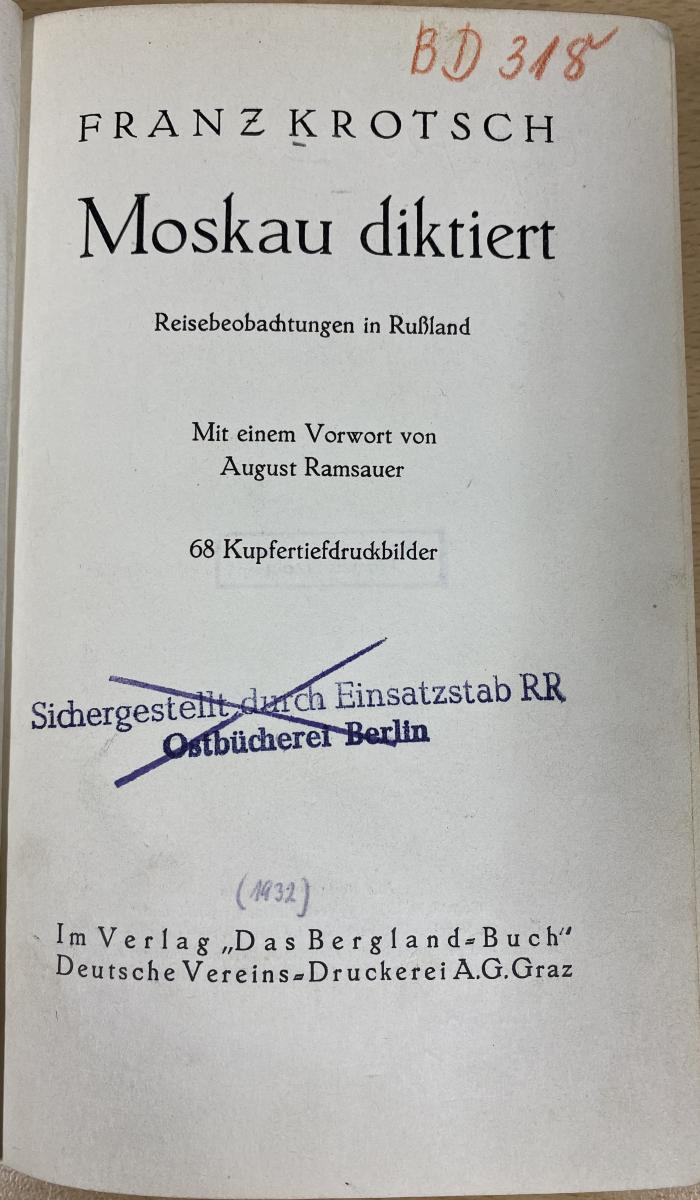 BD 318
FRANZ KROTSCH
Moskau diktiert
Reisebeobachtungen in Rußland
Mit einem Vorwort von
August Ramsauer
68 Kupfertiefdruckbilder
Sichergestellt durch Einsatzstab RR
Ostbücherei Berlin
(1932)
Im Verlag „Das Bergland-Buch“
Deutsche Vereins-Druckerei A.G. Graz